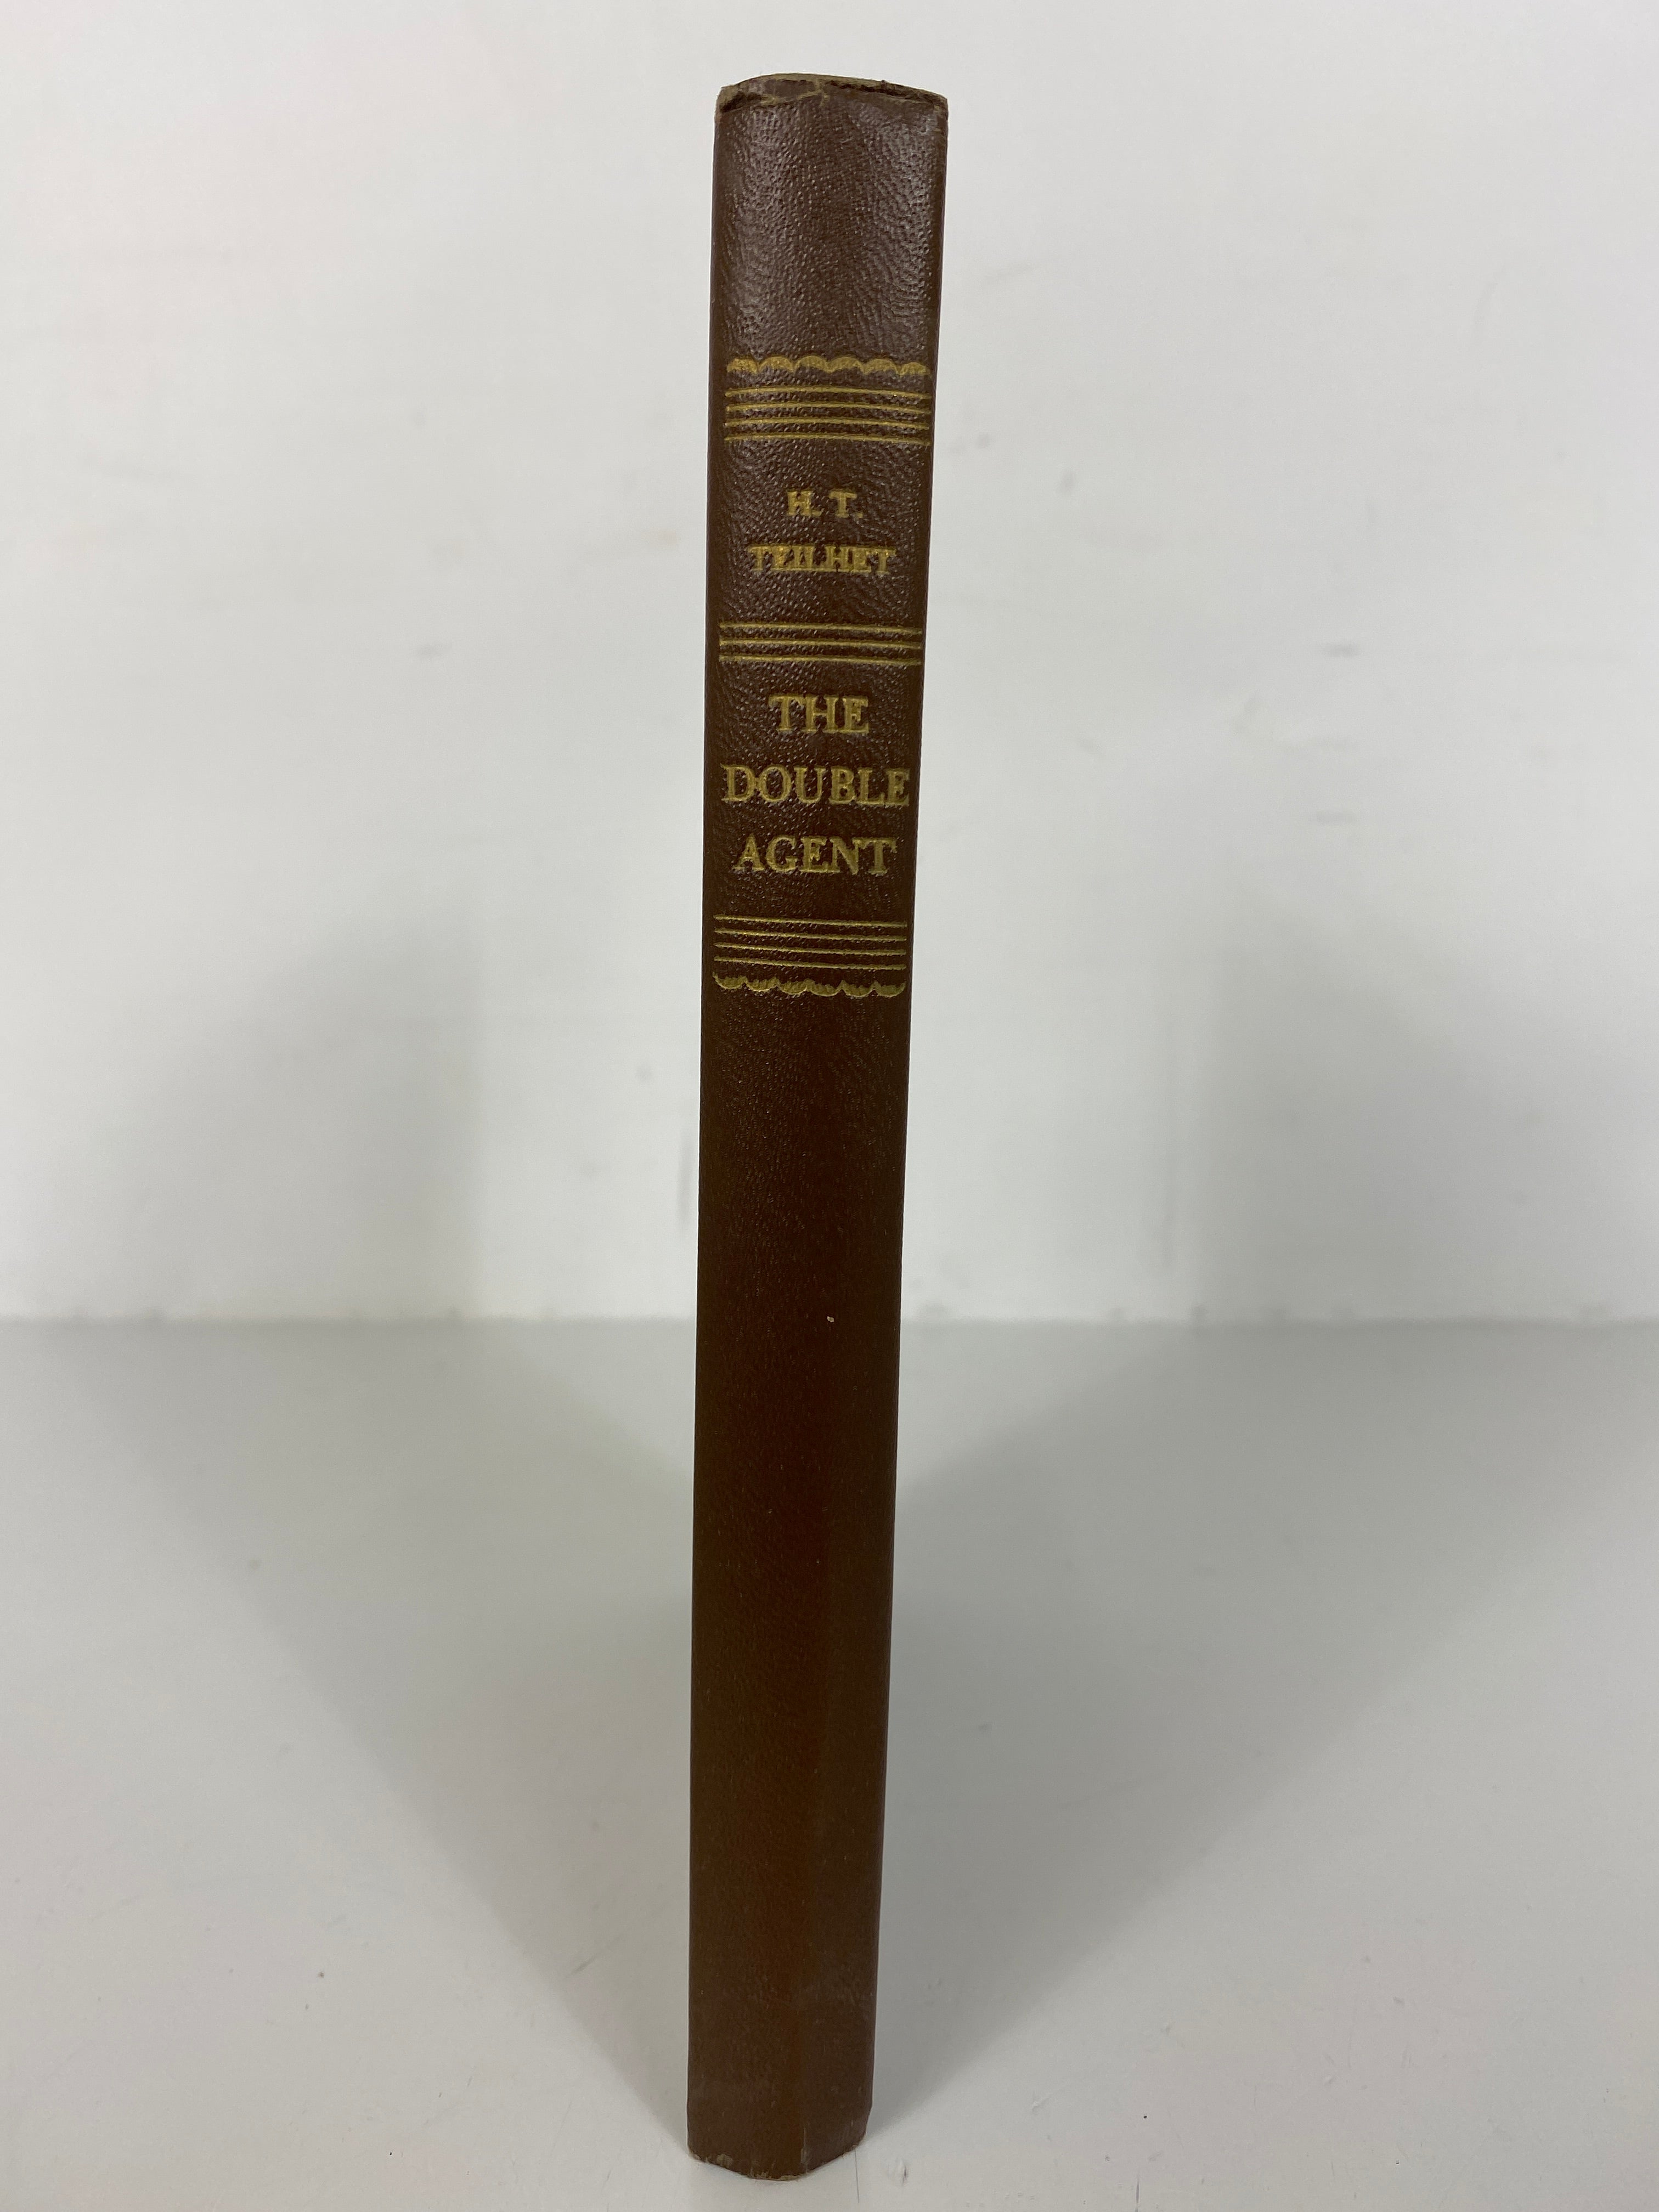 H. T.
TEILHET
THE
DOUBLE
AGENT